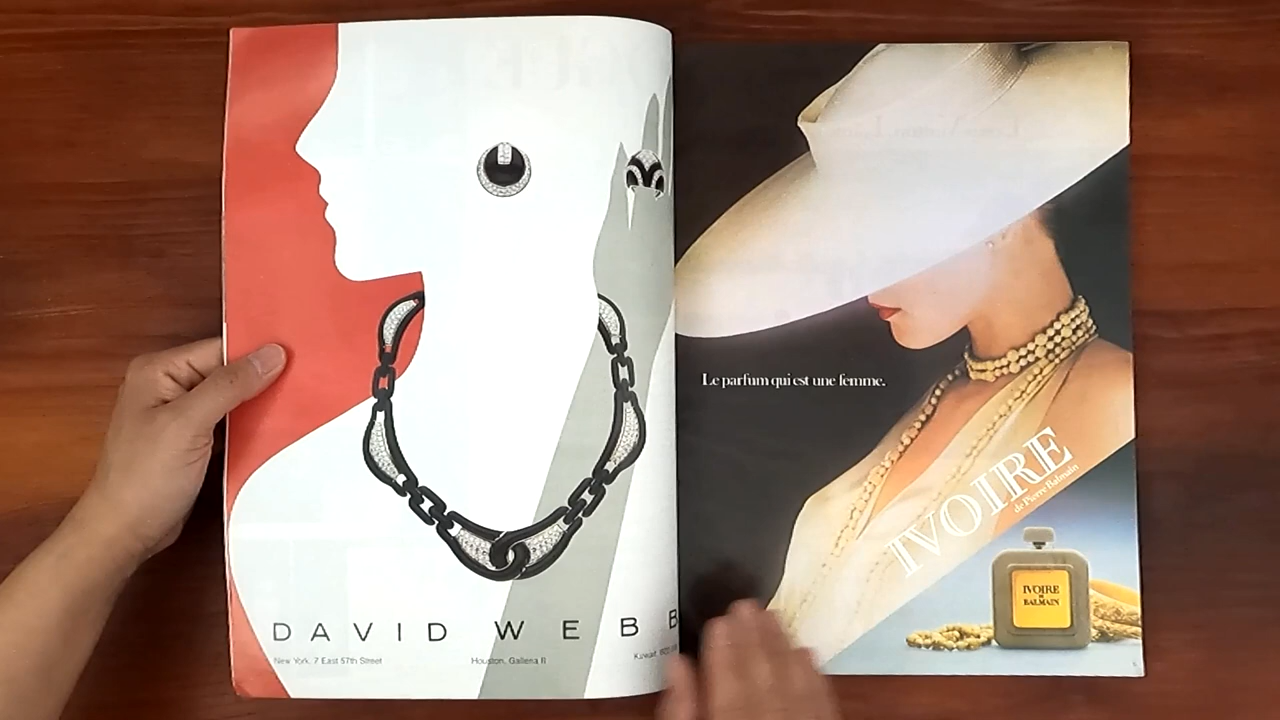 DAVID WEBB
New York, 7 East 57th Street
Houston, Galleria II
Kuwait
Le parfum qui est une femme.
IVOIRE
de Pierre Balmain
IVOIRE
DE
BALMAIN